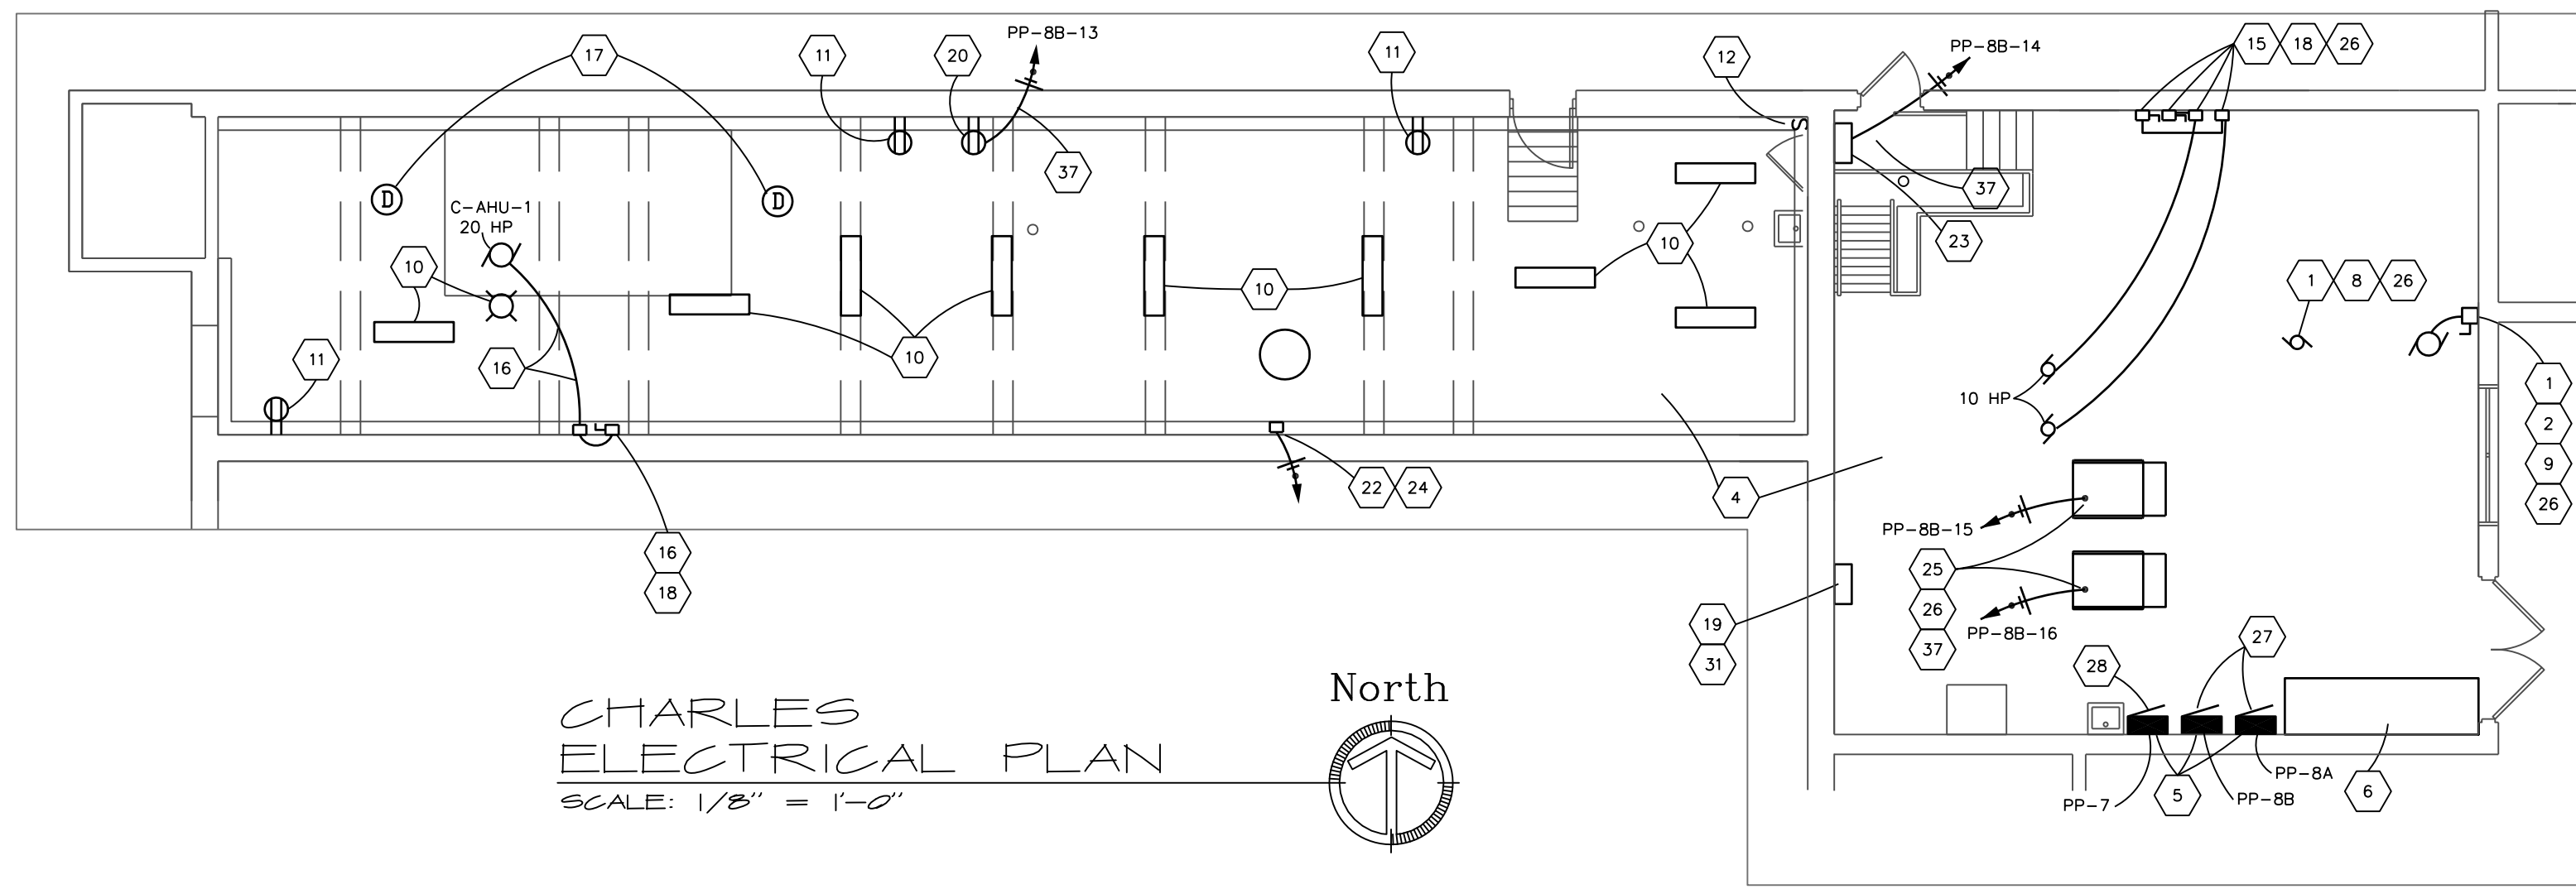 PP-8B-13
PP-8B-14
17
11
20
11
12
15 18 26
37
37
C-AHU-1
20 HP
10
10
23
10
1 8 26
11
16
10
10 HP
1
2
9
26
22 24
4
PP-8B-15
16
18
25
26
37
19
31
PP-8B-16
27
28
D
D
S
North
CHARLES
ELECTRICAL PLAN
SCALE: 1/8" = 1'-0"
PP-7
5
PP-8B
PP-8A
6